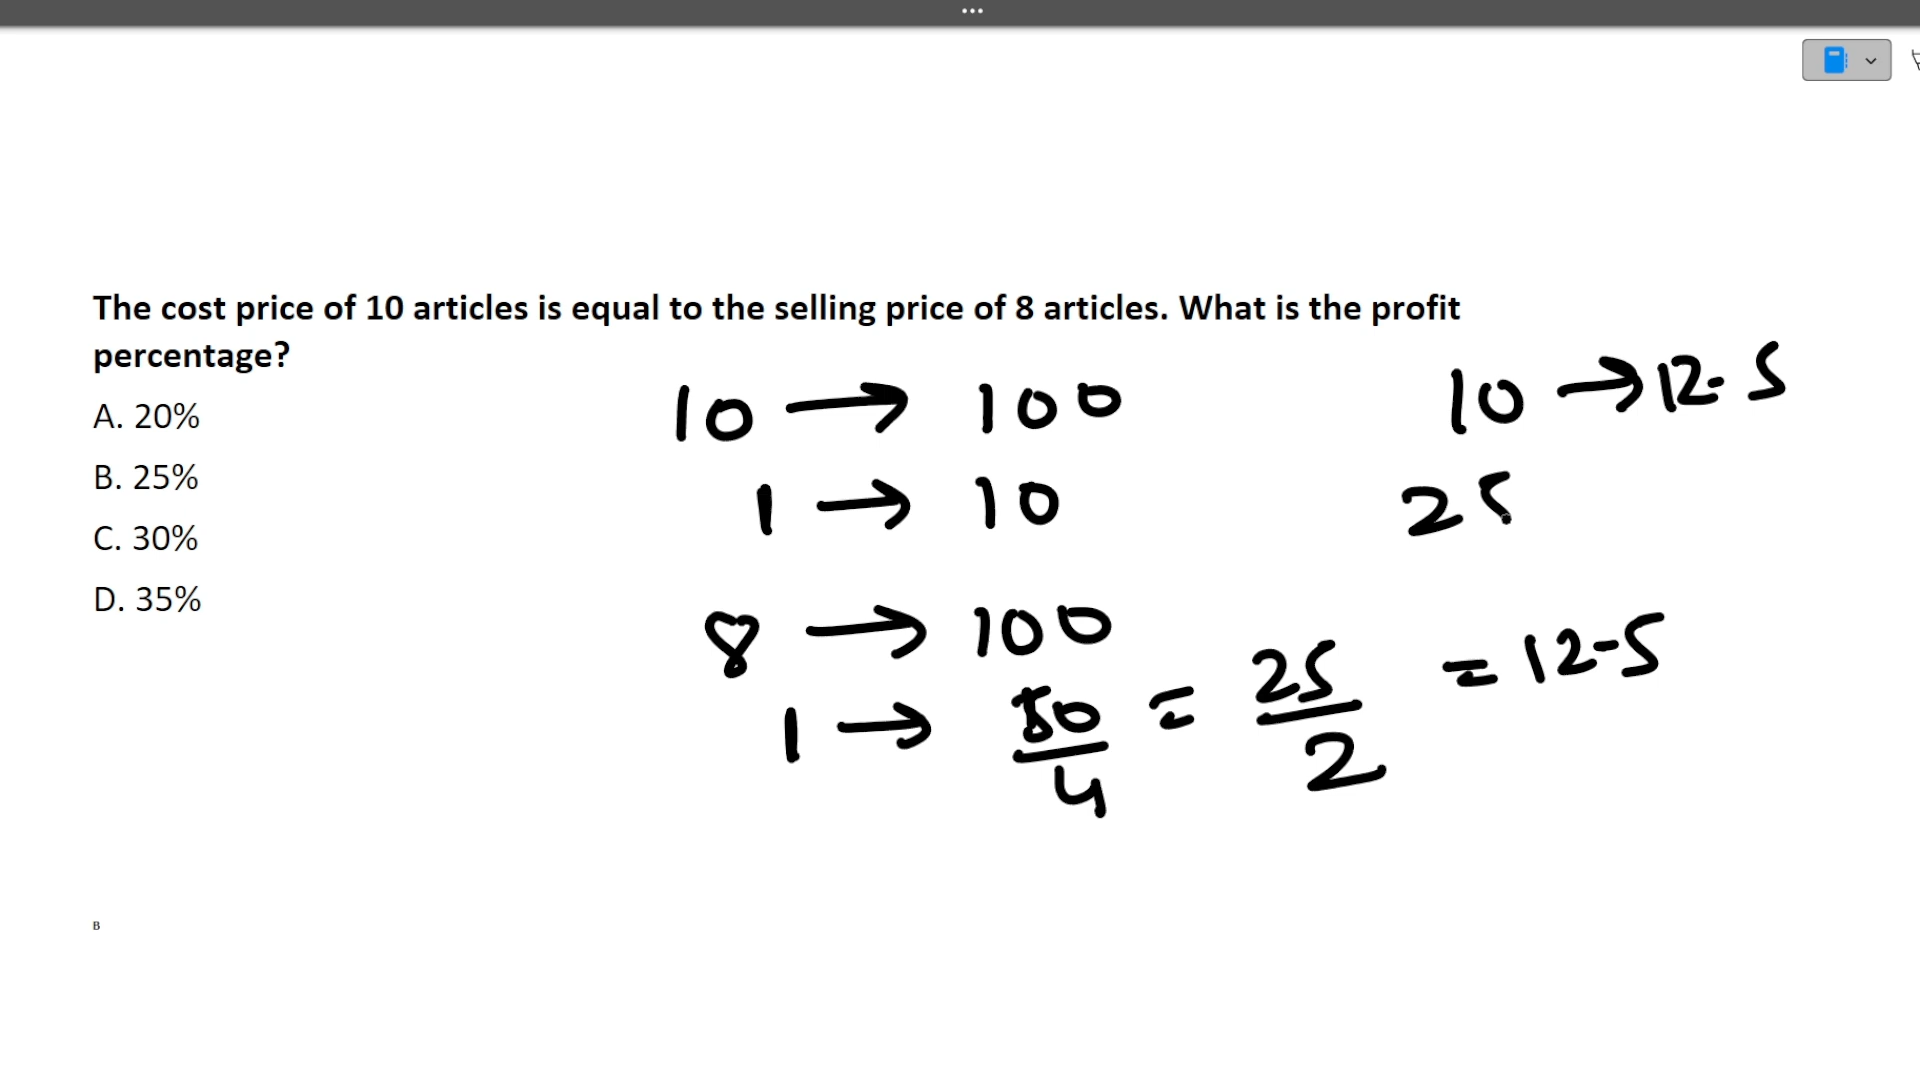 The cost price of 10 articles is equal to the selling price of 8 articles. What is the profit
percentage?
A. 20%
B. 25%
C. 30%
D. 35%
10 → 100
1 → 10
8 → 100
1 → 50/4 = 25/2 = 12.5
10 → 12.5
25
B